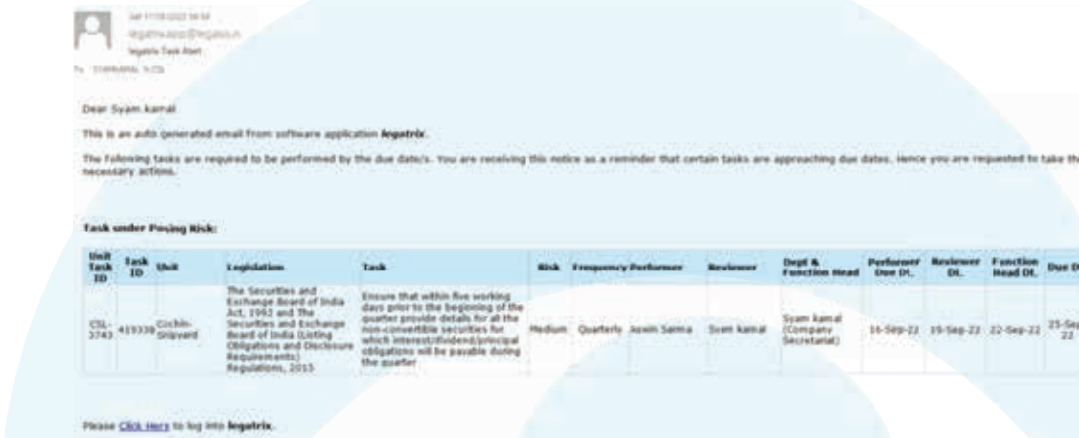 legatrix Task Alert
Dear Syam kamal
This is an auto generated email from software application legatrix.
The following tasks are required to be performed by the due date/s. You are receiving this notice as a reminder that certain tasks are approaching due dates. Hence you are requested to take the
necessary actions.
Task under Posing Risk:
Unit Task ID Task ID Unit Legislation Task Risk Frequency Performer Reviewer Dept & Function Head Performer Due Dt. Reviewer Dt. Function Head Dt. Due D
CSL-3743 419338 Cochin-Shipyard The Securities and Exchange Board of India Act, 1992 and The Securities and Exchange Board of India (Listing Obligations and Disclosure Requirements) Regulations, 2015 Ensure that within five working days prior to the beginning of the quarter provide details for all the non-convertible securities for which interest/dividend/principal obligations will be payable during the quarter Medium Quarterly Syam kamal Syam kamal (Company Secretarial) 16-Sep-22 19-Sep-22 22-Sep-22 25-Sep 22
Please Click Here to log into legatrix.